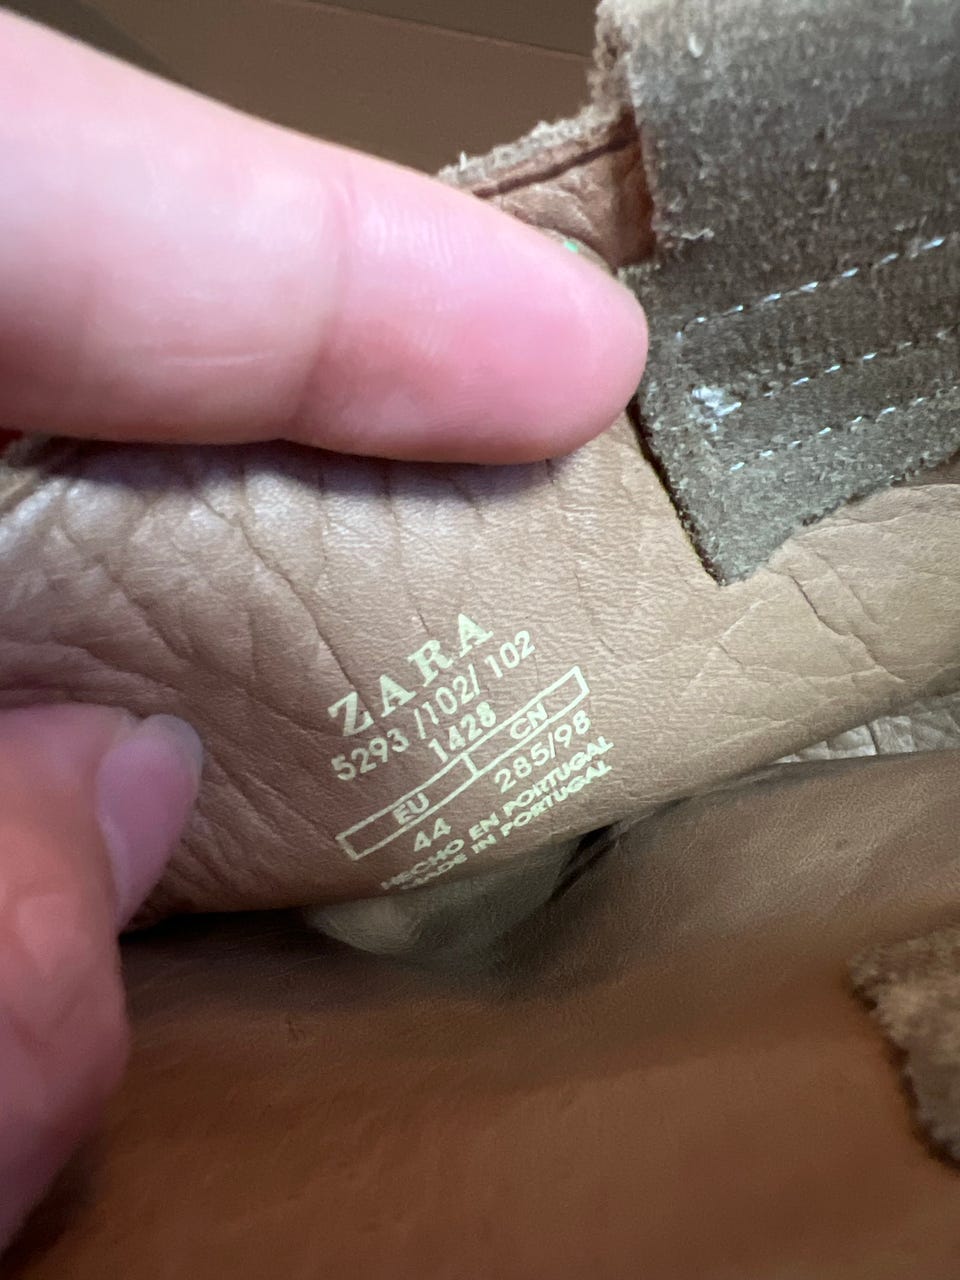 ZARA
5293 /102/ 102
1428
EU CN
44 285/98
HECHO EN PORTUGAL
MADE IN PORTUGAL